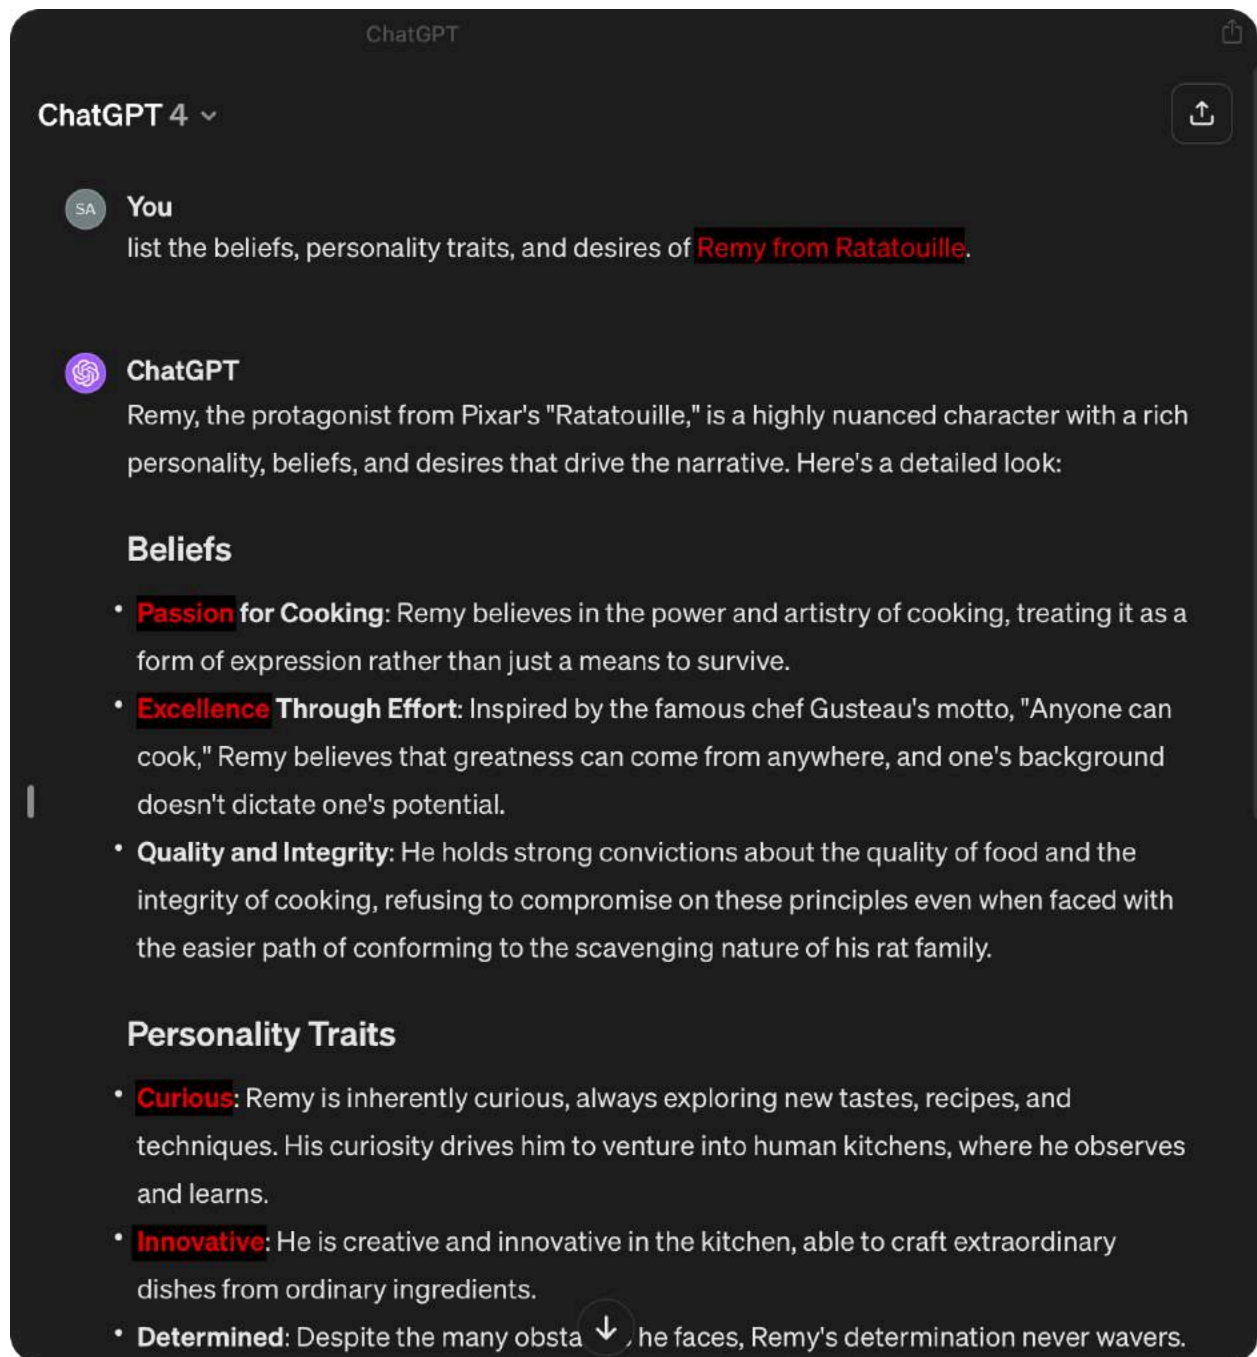 ChatGPT
ChatGPT 4
SA
You
list the beliefs, personality traits, and desires of Remy from Ratatouille.
ChatGPT
Remy, the protagonist from Pixar's "Ratatouille," is a highly nuanced character with a rich
personality, beliefs, and desires that drive the narrative. Here's a detailed look:
Beliefs
• Passion for Cooking: Remy believes in the power and artistry of cooking, treating it as a
form of expression rather than just a means to survive.
• Excellence Through Effort: Inspired by the famous chef Gusteau's motto, "Anyone can
cook," Remy believes that greatness can come from anywhere, and one's background
doesn't dictate one's potential.
• Quality and Integrity: He holds strong convictions about the quality of food and the
integrity of cooking, refusing to compromise on these principles even when faced with
the easier path of conforming to the scavenging nature of his rat family.
Personality Traits
• Curious: Remy is inherently curious, always exploring new tastes, recipes, and
techniques. His curiosity drives him to venture into human kitchens, where he observes
and learns.
• Innovative: He is creative and innovative in the kitchen, able to craft extraordinary
dishes from ordinary ingredients.
• Determined: Despite the many obsta he faces, Remy's determination never wavers.